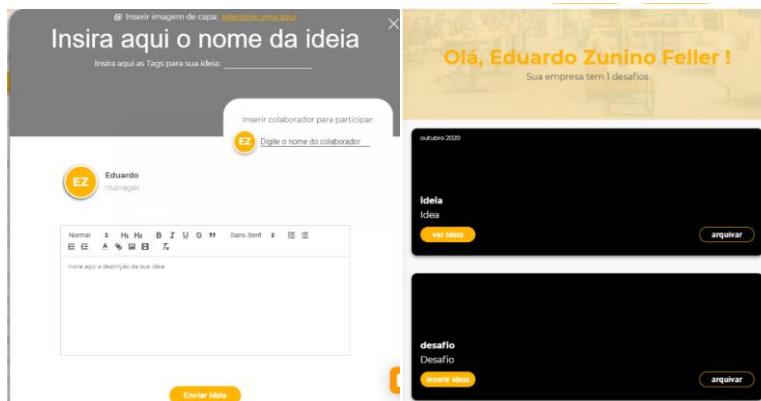 Inserir imagem de capa: selecione uma aqui
Insira aqui o nome da ideia
Insira aqui as Tags para sua ideia:
Inserir colaborador para participar:
EZ Digite o nome do colaborador
EZ
Eduardo
manager
Normal H1 H2 B I U S Sans Serif
Insira aqui a descrição da sua ideia
Enviar Ideia
Olá, Eduardo Zunino Feller !
Sua empresa tem 1 desafios
outubro 2020
ideia
Idea
ver ideia
arquivar
desafio
Desafio
inserir ideia
arquivar